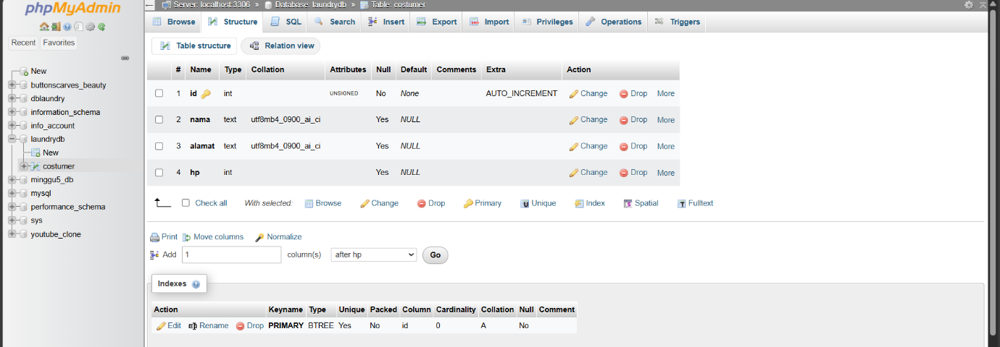 phpMyAdmin
Server: localhost:3306 » Database: laundrydb » Table: costumer
Browse Structure SQL Search Insert Export Import Privileges Operations Triggers
Recent Favorites
Table structure Relation view
# Name Type Collation Attributes Null Default Comments Extra Action
1 id int UNSIGNED No None AUTO_INCREMENT Change Drop More
2 nama text utf8mb4_0900_ai_ci Yes NULL Change Drop More
3 alamat text utf8mb4_0900_ai_ci Yes NULL Change Drop More
4 hp int Yes NULL Change Drop More
New
buttonscarves_beauty
dblaundry
information_schema
info_account
laundrydb
New
costumer
minggu5_db
mysql
performance_schema
sys
youtube_clone
Check all With selected: Browse Change Drop Primary Unique Index Spatial Fulltext
Print Move columns Normalize
Add 1 column(s) after hp Go
Indexes
Action Keyname Type Unique Packed Column Cardinality Collation Null Comment
Edit Rename Drop PRIMARY BTREE Yes No id 0 A No